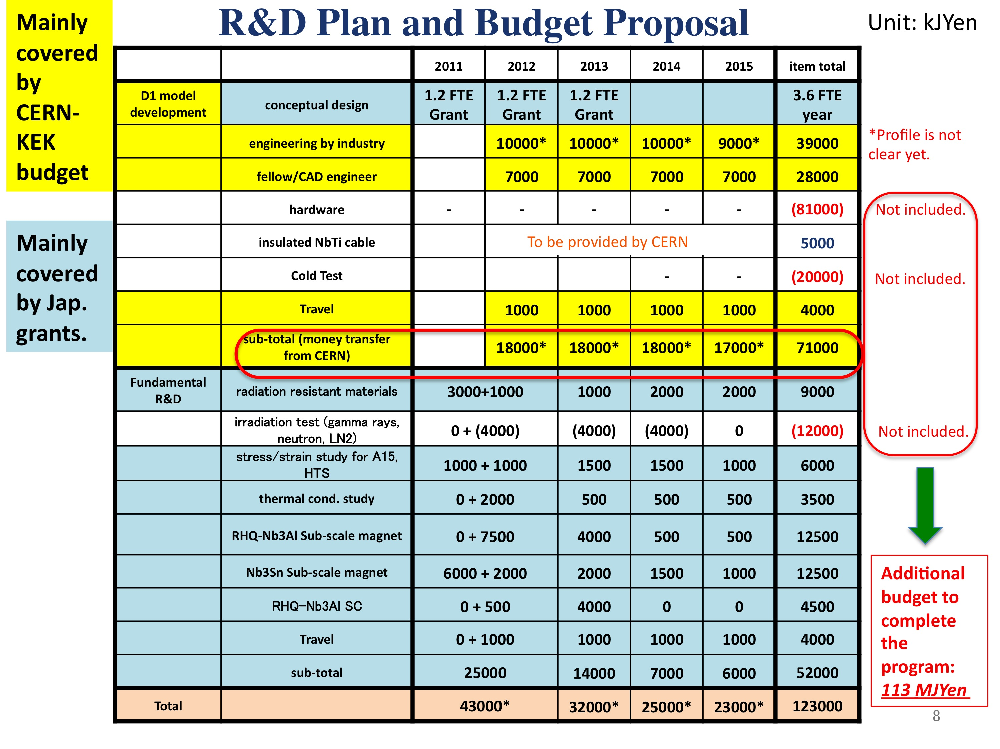 R&D Plan and Budget Proposal
Unit: kJYen
Mainly
covered
by
CERN-
KEK
budget
Mainly
covered
by Jap.
grants.
2011 2012 2013 2014 2015 item total
D1 model
development
conceptual design
1.2 FTE
Grant
1.2 FTE
Grant
1.2 FTE
Grant
3.6 FTE
year
engineering by industry 10000* 10000* 10000* 9000* 39000
*Profile is not
clear yet.
fellow/CAD engineer 7000 7000 7000 7000 28000
hardware - - - - - (81000) Not included.
insulated NbTi cable To be provided by CERN 5000
Cold Test - - (20000) Not included.
Travel 1000 1000 1000 1000 4000
sub-total (money transfer
from CERN)
18000* 18000* 18000* 17000* 71000
Fundamental
R&D
radiation resistant materials 3000+1000 1000 2000 2000 9000
irradiation test (gamma rays,
neutron, LN2)
0 + (4000) (4000) (4000) 0 (12000) Not included.
stress/strain study for A15,
HTS
1000 + 1000 1500 1500 1000 6000
thermal cond. study 0 + 2000 500 500 500 3500
RHQ-Nb3Al Sub-scale magnet 0 + 7500 4000 500 500 12500
Nb3Sn Sub-scale magnet 6000 + 2000 2000 1500 1000 12500
RHQ-Nb3Al SC 0 + 500 4000 0 0 4500
Travel 0 + 1000 1000 1000 1000 4000
sub-total 25000 14000 7000 6000 52000
Total 43000* 32000* 25000* 23000* 123000
Additional
budget to
complete
the
program:
113 MJYen
8